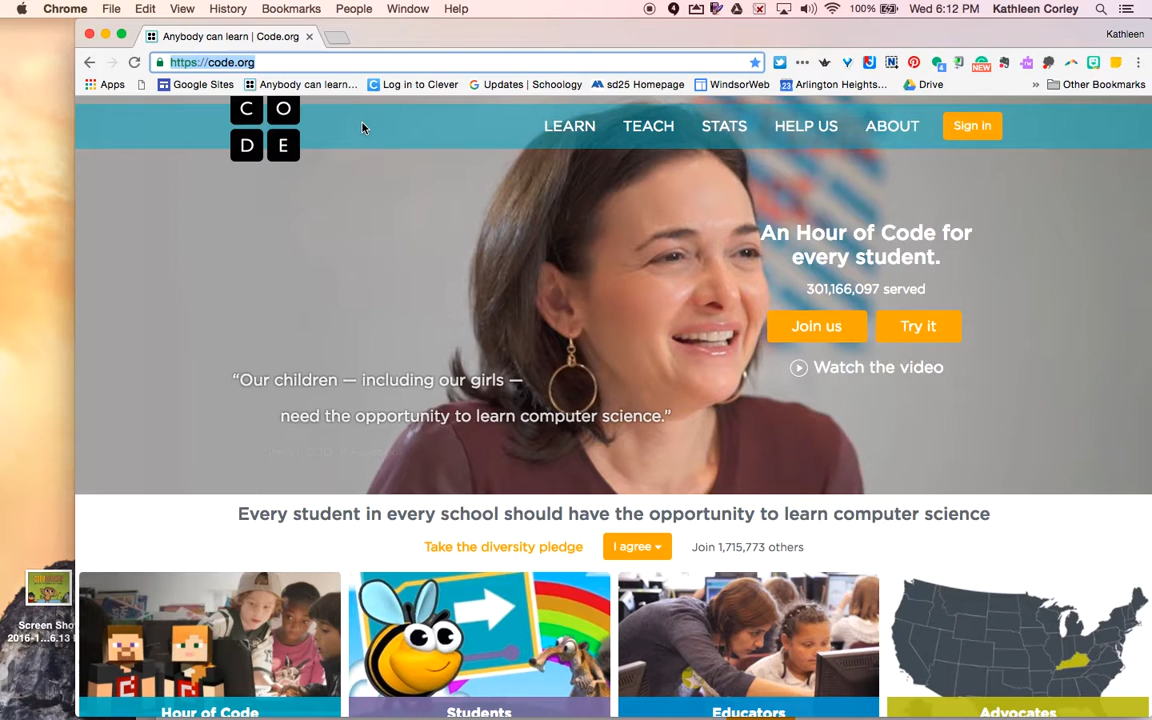 Chrome File Edit View History Bookmarks People Window Help 100% Wed 6:12 PM Kathleen Corley
Anybody can learn | Code.org Kathleen
https://code.org
Apps Google Sites Anybody can learn... Log in to Clever Updates | Schoology sd25 Homepage WindsorWeb 23 Arlington Heights... Drive » Other Bookmarks
C O
D E
LEARN TEACH STATS HELP US ABOUT Sign in
An Hour of Code for
every student.
301,166,097 served
Join us Try it
Watch the video
“Our children — including our girls —
need the opportunity to learn computer science.”
Every student in every school should have the opportunity to learn computer science
Take the diversity pledge I agree Join 1,715,773 others
Screen Sho
2016-1...6.13
Hour of Code Students Educators Advocates